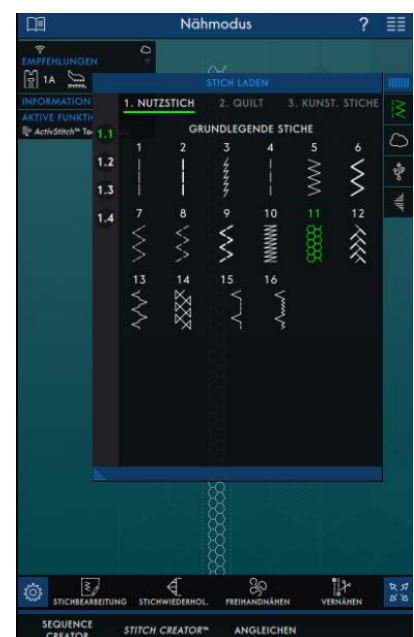 Nähmodus ?
EMPFEHLUNGEN
1A
STICH LADEN
INFORMATION
1. NUTZSTICH 2. QUILT 3. KUNST. STICHE
AKTIVE FUNKTI
ActivStitch™ Te
1.1 GRUNDLEGENDE STICHE
1 2 3 4 5 6
1.2
1.3
1.4 7 8 9 10 11 12
13 14 15 16
STICHBEARBEITUNG STICHWIEDERHOL. FREIHANDNÄHEN VERNÄHEN
SEQUENCE
CREATOR STITCH CREATOR™ ANGLEICHEN